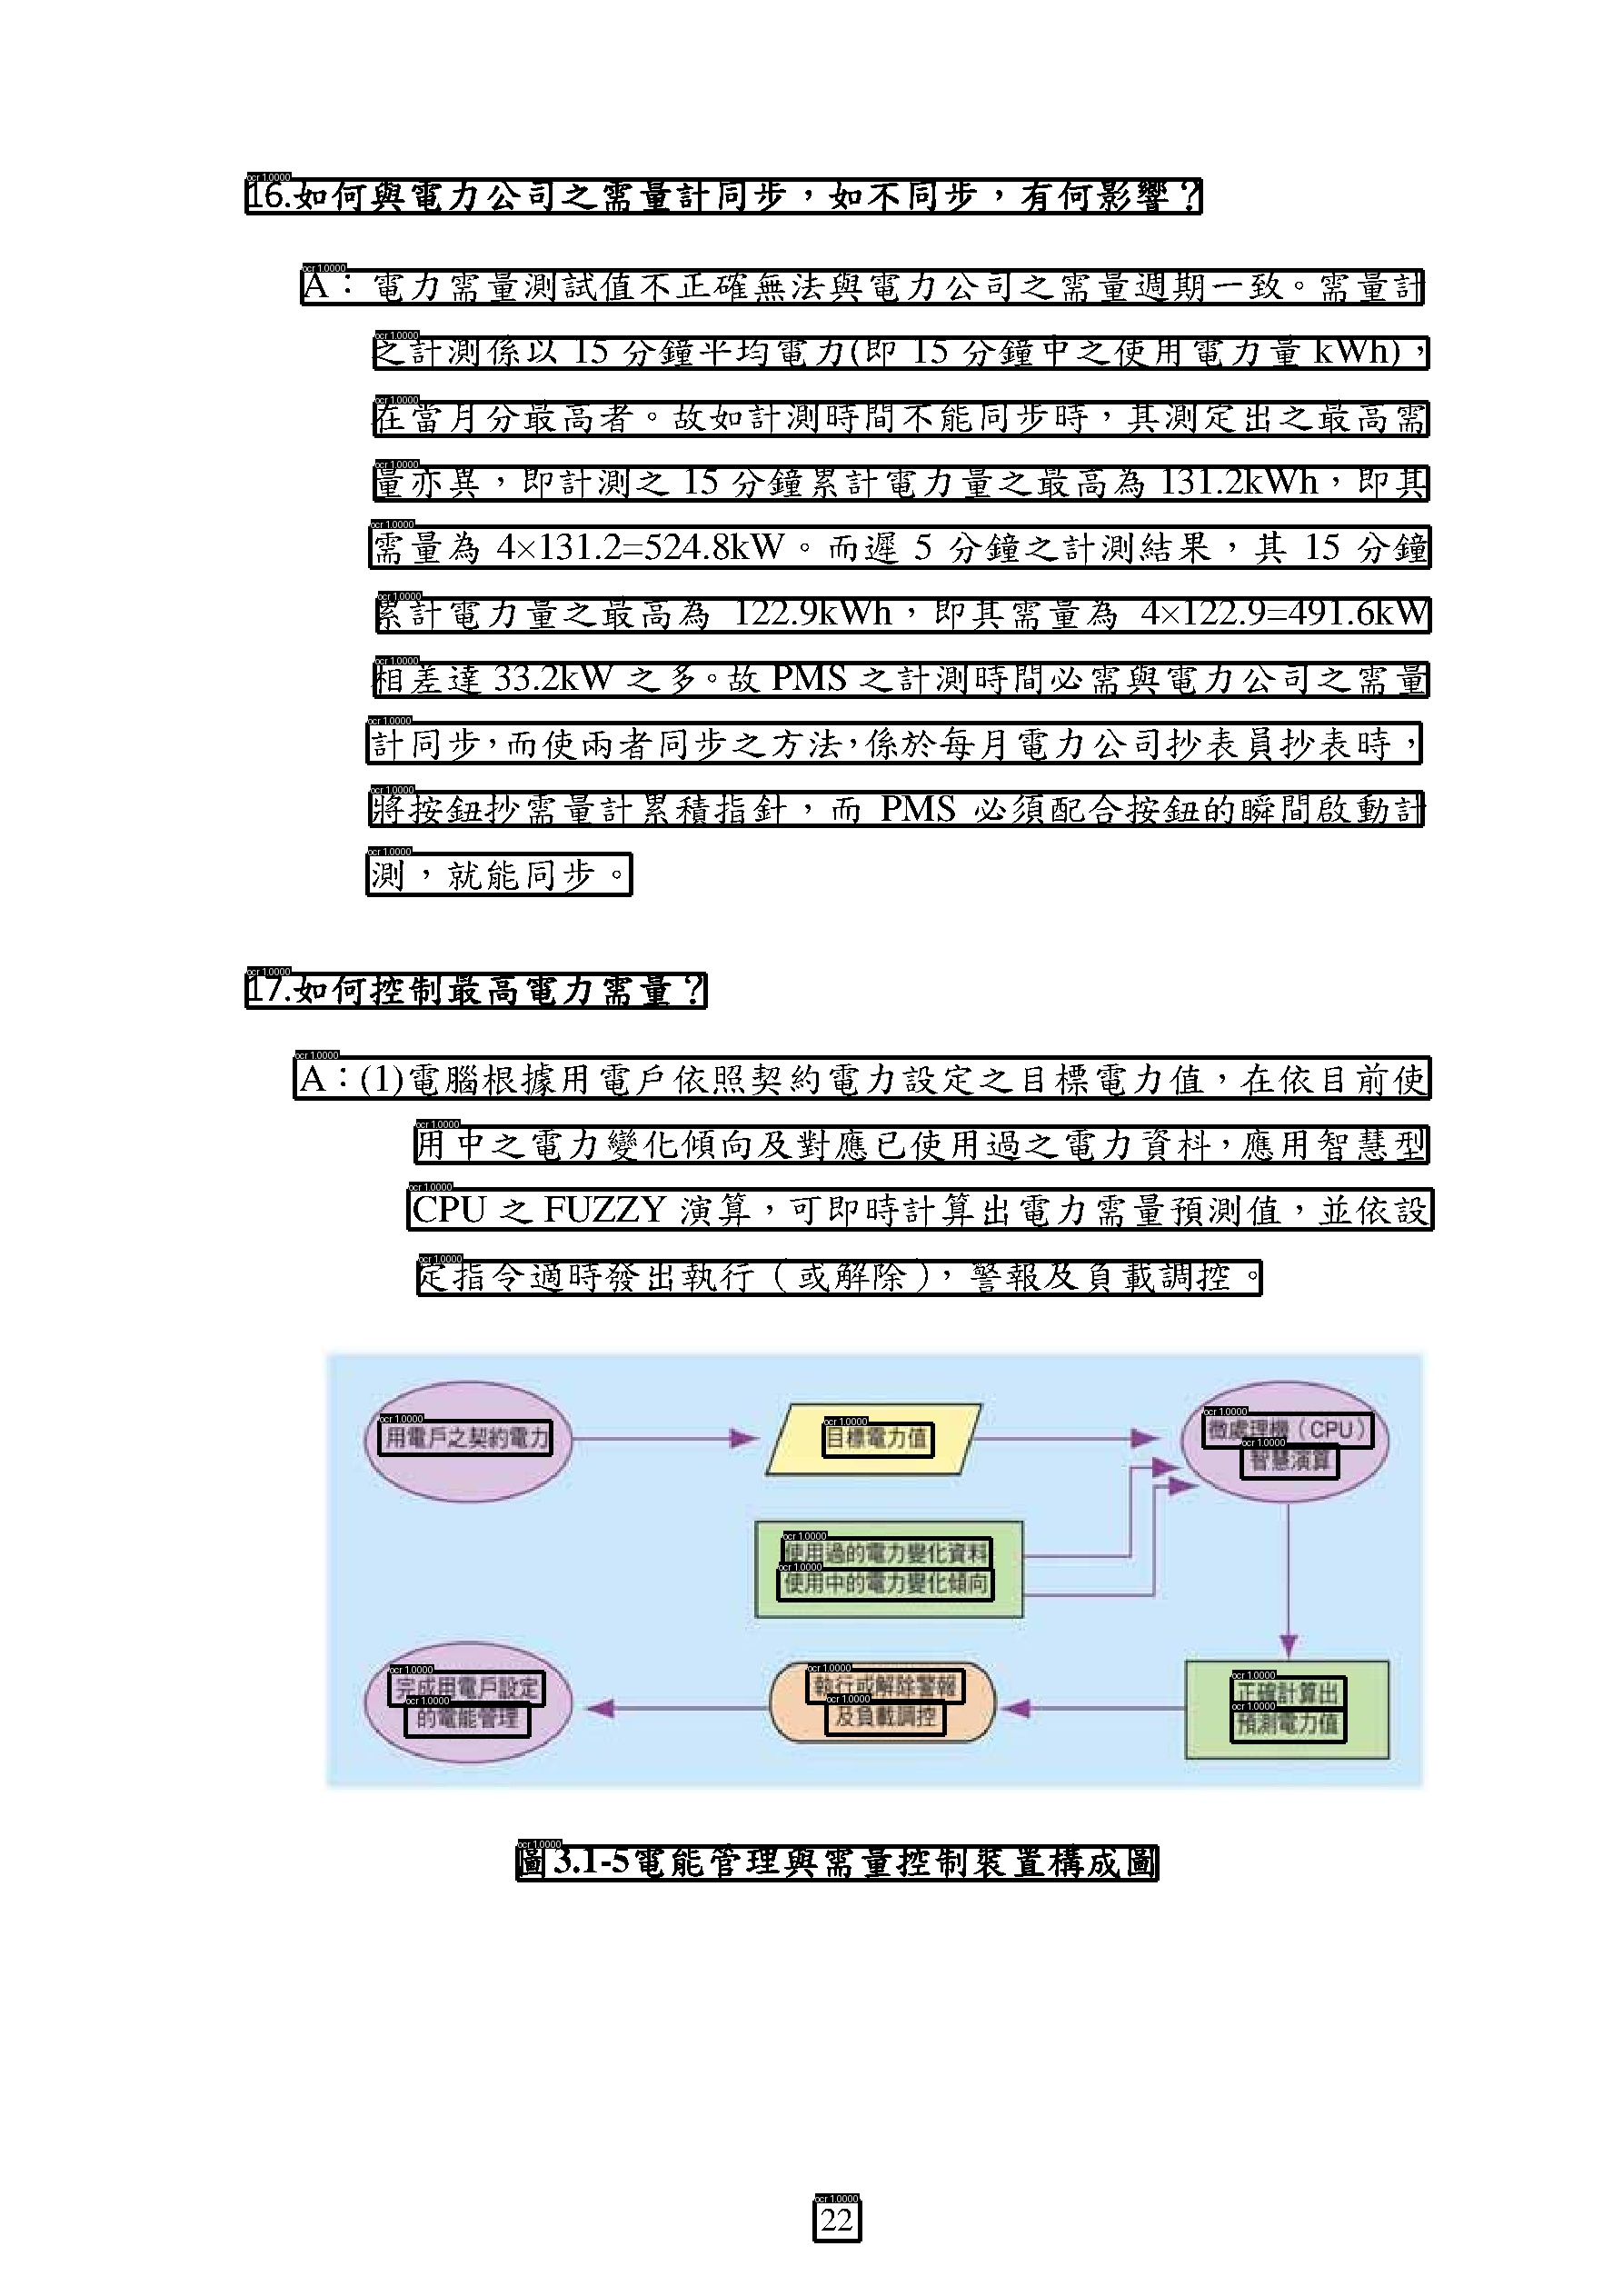 16.如何與電力公司之需量計同步，如不同步，有何影響？
A：電力需量測試值不正確無法與電力公司之需量週期一致。需量計
之計測係以 15 分鐘平均電力(即 15 分鐘中之使用電力量 kWh)，
在當月分最高者。故如計測時間不能同步時，其測定出之最高需
量亦異，即計測之 15 分鐘累計電力量之最高為 131.2kWh，即其
需量為 4×131.2=524.8kW。而遲 5 分鐘之計測結果，其 15 分鐘
累計電力量之最高為 122.9kWh，即其需量為 4×122.9=491.6kW
相差達 33.2kW 之多。故 PMS 之計測時間必需與電力公司之需量
計同步，而使兩者同步之方法，係於每月電力公司抄表員抄表時，
將按鈕抄需量計累積指針，而 PMS 必須配合按鈕的瞬間啟動計
測，就能同步。
17.如何控制最高電力需量？
A：(1)電腦根據用電戶依照契約電力設定之目標電力值，在依目前使
用中之電力變化傾向及對應已使用過之電力資料，應用智慧型
CPU 之 FUZZY 演算，可即時計算出電力需量預測值，並依設
定指令適時發出執行（或解除），警報及負載調控。
用電戶之契約電力
目標電力值
微處理機（CPU）
智慧演算
使用過的電力變化資料
使用中的電力變化傾向
完成用電戶設定
的電能管理
執行或解除警報
及負載調控
正確計算出
預測電力值
圖 3.1-5電能管理與需量控制裝置構成圖
22